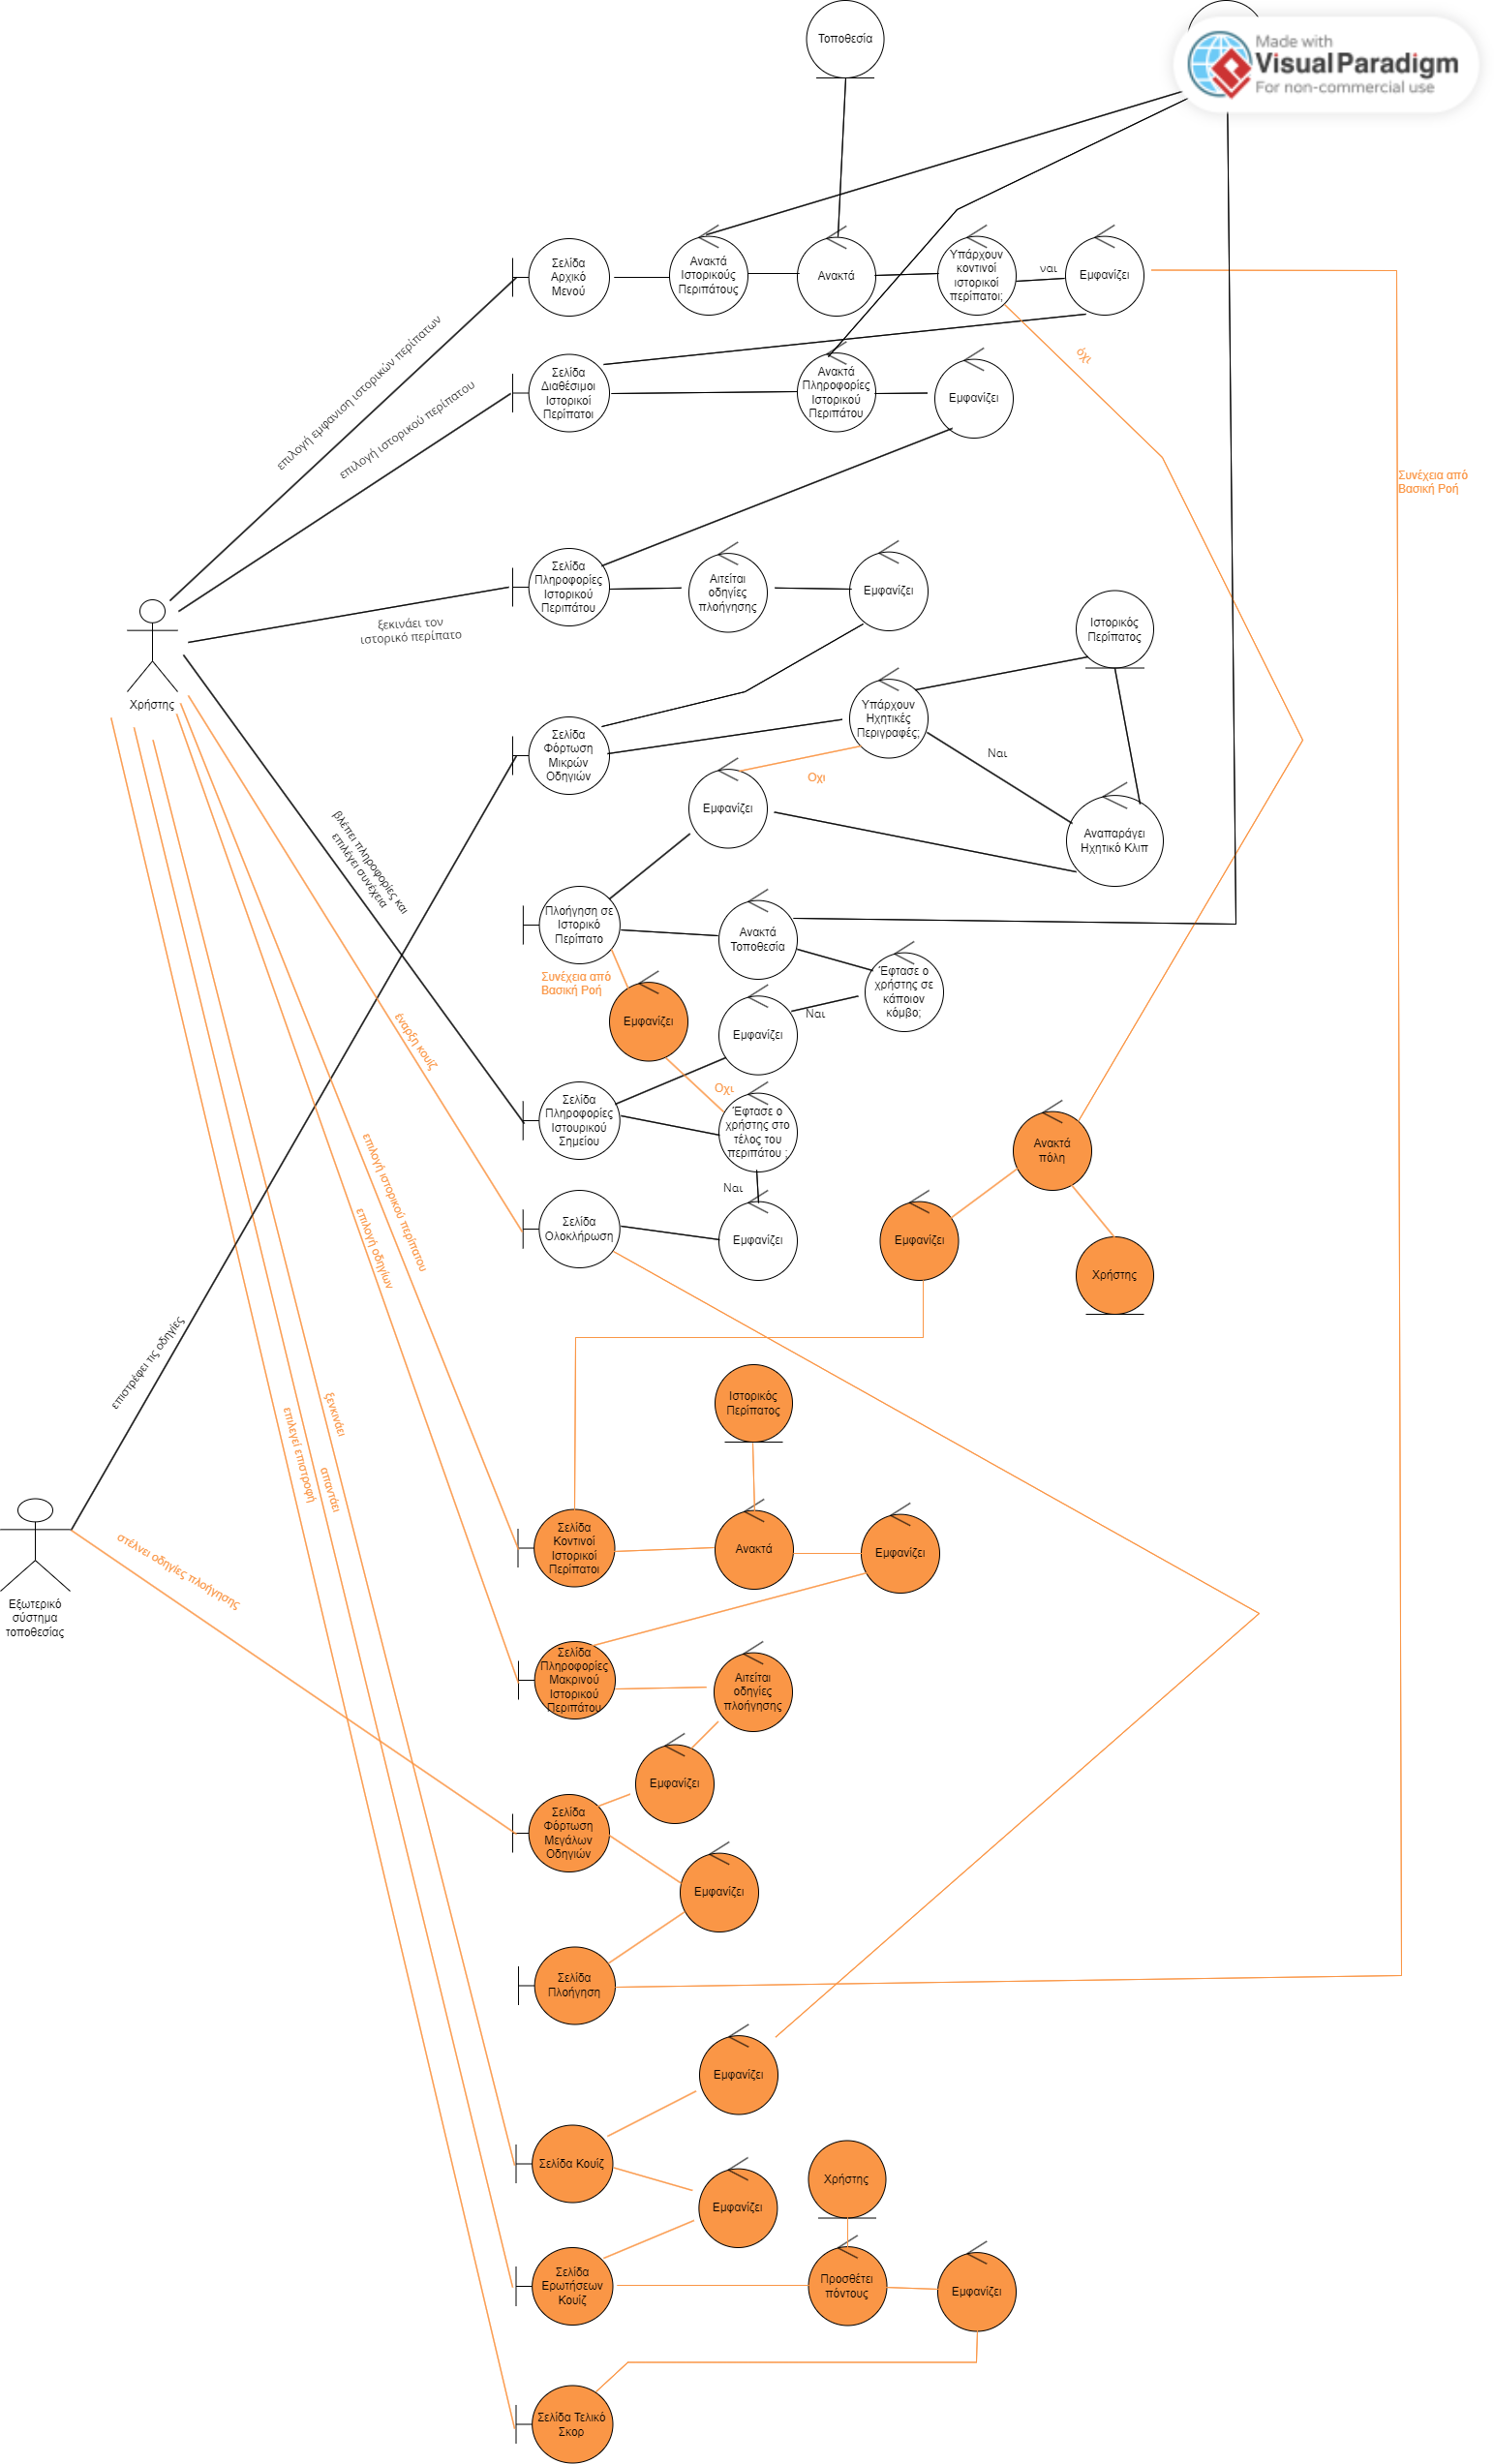 Τοποθεσία
Made with
Visual Paradigm
For non-commercial use
Σελίδα
Αρχικό
Μενού
Ανακτά
Ιστορικούς
Περιπάτους
Ανακτά
Υπάρχουν
κοντινοί
ιστορικοί
περίπατοι;
ναι
Εμφανίζει
επιλογή εμφανιση ιστορικών περίπατων
όχι
Σελίδα
Διαθέσιμοι
Ιστορικοί
Περίπατοι
Ανακτά
Πληροφορίες
Ιστορικού
Περιπάτου
Εμφανίζει
επιλογή ιστορικού περίπατου
Συνέχεια από
Βασική Ροή
Σελίδα
Πληροφορίες
Ιστορικού
Περιπάτου
Αιτείται
οδηγίες
πλοήγησης
Εμφανίζει
ξεκινάει τον
ιστορικό περίπατο
Ιστορικός
Περίπατος
Χρήστης
Σελίδα
Φόρτωση
Μικρών
Οδηγιών
Υπάρχουν
Ηχητικές
Περιγραφές;
Ναι
Οχι
Εμφανίζει
Αναπαράγει
Ηχητικό Κλιπ
βλέπει πληροφορίες και
επιλέγει συνέχεια
Πλοήγηση σε
Ιστορικό
Περίπατο
Ανακτά
Τοποθεσία
Συνέχεια από
Βασική Ροή
Έφτασε ο
χρήστης σε
κάποιον
κόμβο;
Ναι
Εμφανίζει
Εμφανίζει
έναρξη κουίζ
Οχι
Σελίδα
Πληροφορίες
Ιστουρικού
Σημείου
Έφτασε ο
χρήστης στο
τέλος του
περιπάτου ;
Ανακτά
πόλη
Ναι
επιλογή ιστορικού περίπατου
επιλογή οδηγίων
Σελίδα
Ολοκλήρωση
Εμφανίζει
Εμφανίζει
Χρήστης
επιστρέφει τις οδηγίες
Ιστορικός
Περίπατος
ξενκινάει
επιλεγεί επιστροφή
απαντάει
Σελίδα
Κοντινοί
Ιστορικοί
Περίπατοι
Ανακτά
Εμφανίζει
στέλνει οδηγίες πλοήγησης
Εξωτερικό
σύστημα
τοποθεσίας
Σελίδα
Πληροφορίες
Μακρινού
Ιστορικού
Περιπάτου
Αιτείται
οδηγίες
πλοήγησης
Εμφανίζει
Σελίδα
Φόρτωση
Μεγάλων
Οδηγιών
Εμφανίζει
Σελίδα
Πλοήγηση
Εμφανίζει
Σελίδα Κουίζ
Χρήστης
Εμφανίζει
Σελίδα
Ερωτήσεων
Κουίζ
Προσθέτει
πόντους
Εμφανίζει
Σελίδα Τελικό
Σκορ